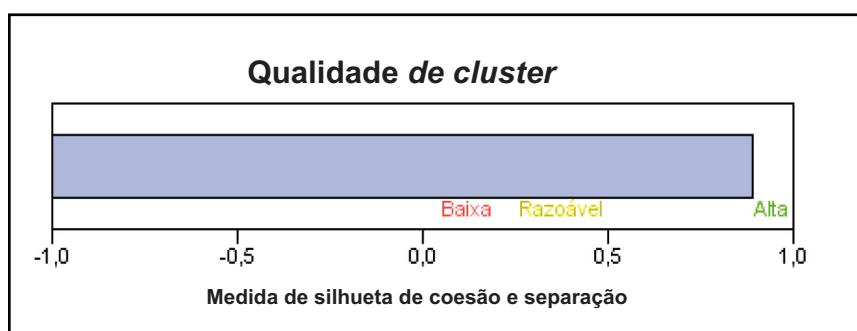 Qualidade de cluster
Baixa Razoável Alta
-1,0 -0,5 0,0 0,5 1,0
Medida de silhueta de coesão e separação